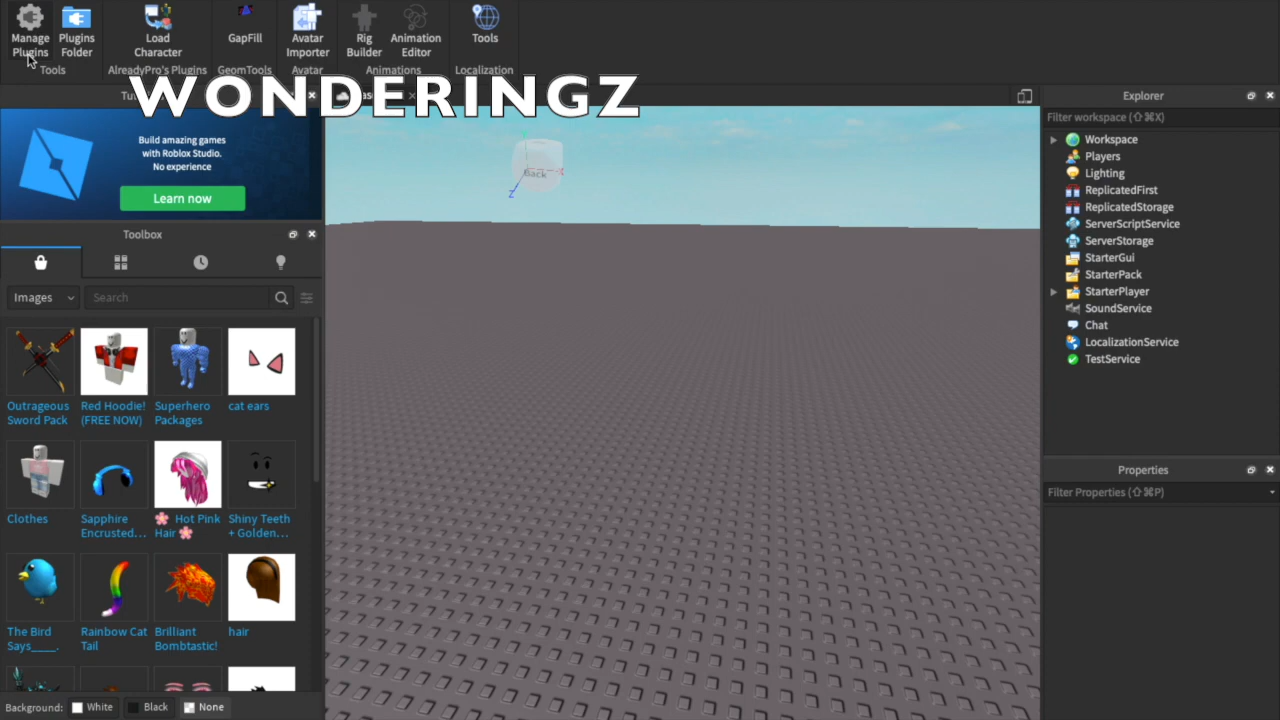 Manage
Plugins
Plugins
Folder
Load
Character
GapFill
Avatar
Importer
Rig
Builder
Animation
Editor
Tools
Tools
AlreadyPro's Plugins
GeomTools
Avatar
Animations
Localization
WONDERINGZ
Explorer
Filter workspace (⇧⌘X)
Build amazing games
with Roblox Studio.
No experience
Learn now
Back
X
Z
Workspace
Players
Lighting
ReplicatedFirst
ReplicatedStorage
ServerScriptService
ServerStorage
StarterGui
StarterPack
StarterPlayer
SoundService
Chat
LocalizationService
TestService
Toolbox
Images
Search
Outrageous
Sword Pack
Red Hoodie!
(FREE NOW)
Superhero
Packages
cat ears
Clothes
Sapphire
Encrusted...
🌸 Hot Pink
Hair 🌸
Shiny Teeth
+ Golden...
The Bird
Says____.
Rainbow Cat
Tail
Brilliant
Bombtastic!
hair
Properties
Filter Properties (⇧⌘P)
Background:
White
Black
None